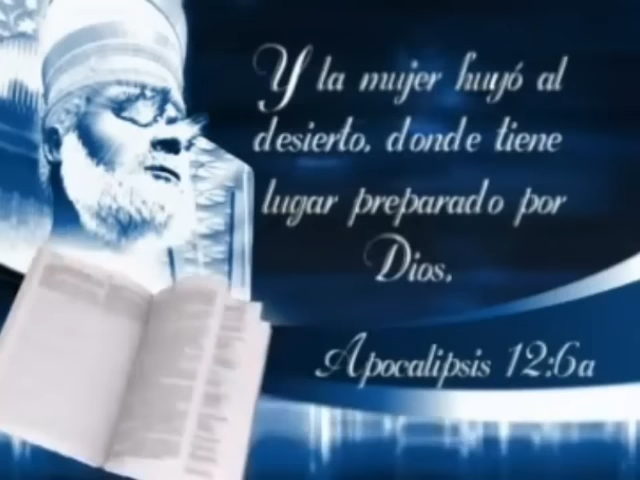 Y la mujer huyó al
desierto, donde tiene
lugar preparado por
Dios.
Apocalipsis 12:6a